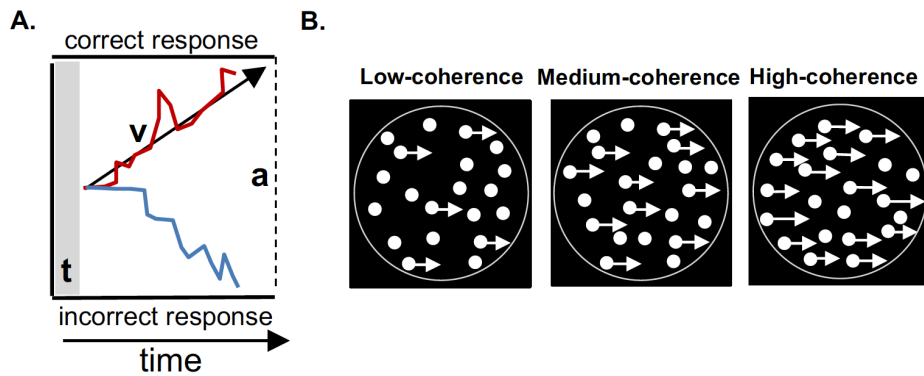 A.
correct response
v
a
t
incorrect response
time
B.
Low-coherence Medium-coherence High-coherence